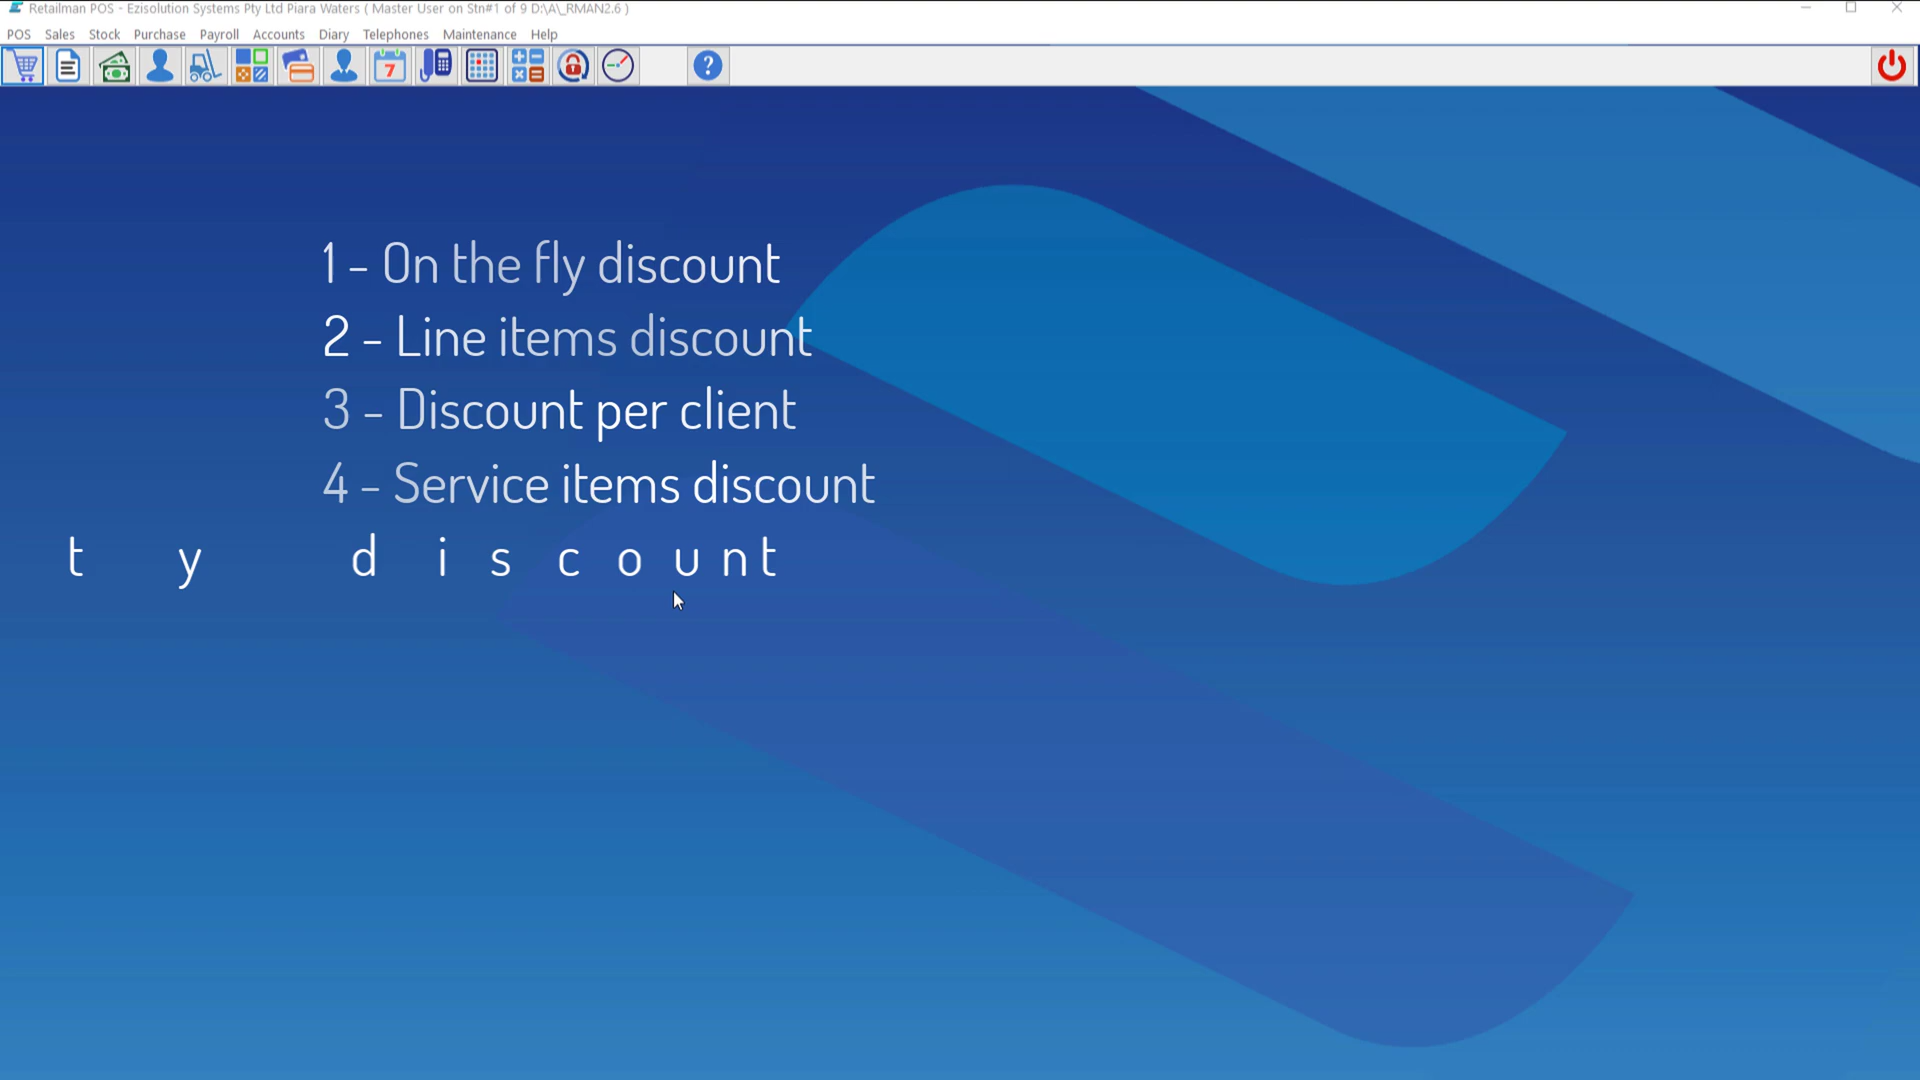 Retailman POS - Ezisolution Systems Pty Ltd Piara Waters ( Master User on Stn#1 of 9 D:\A\_RMAN2.6 )
POS Sales Stock Purchase Payroll Accounts Diary Telephones Maintenance Help
7
?
1 - On the fly discount
2 - Line items discount
3 - Discount per client
4 - Service items discount
t y d i s c o u n t